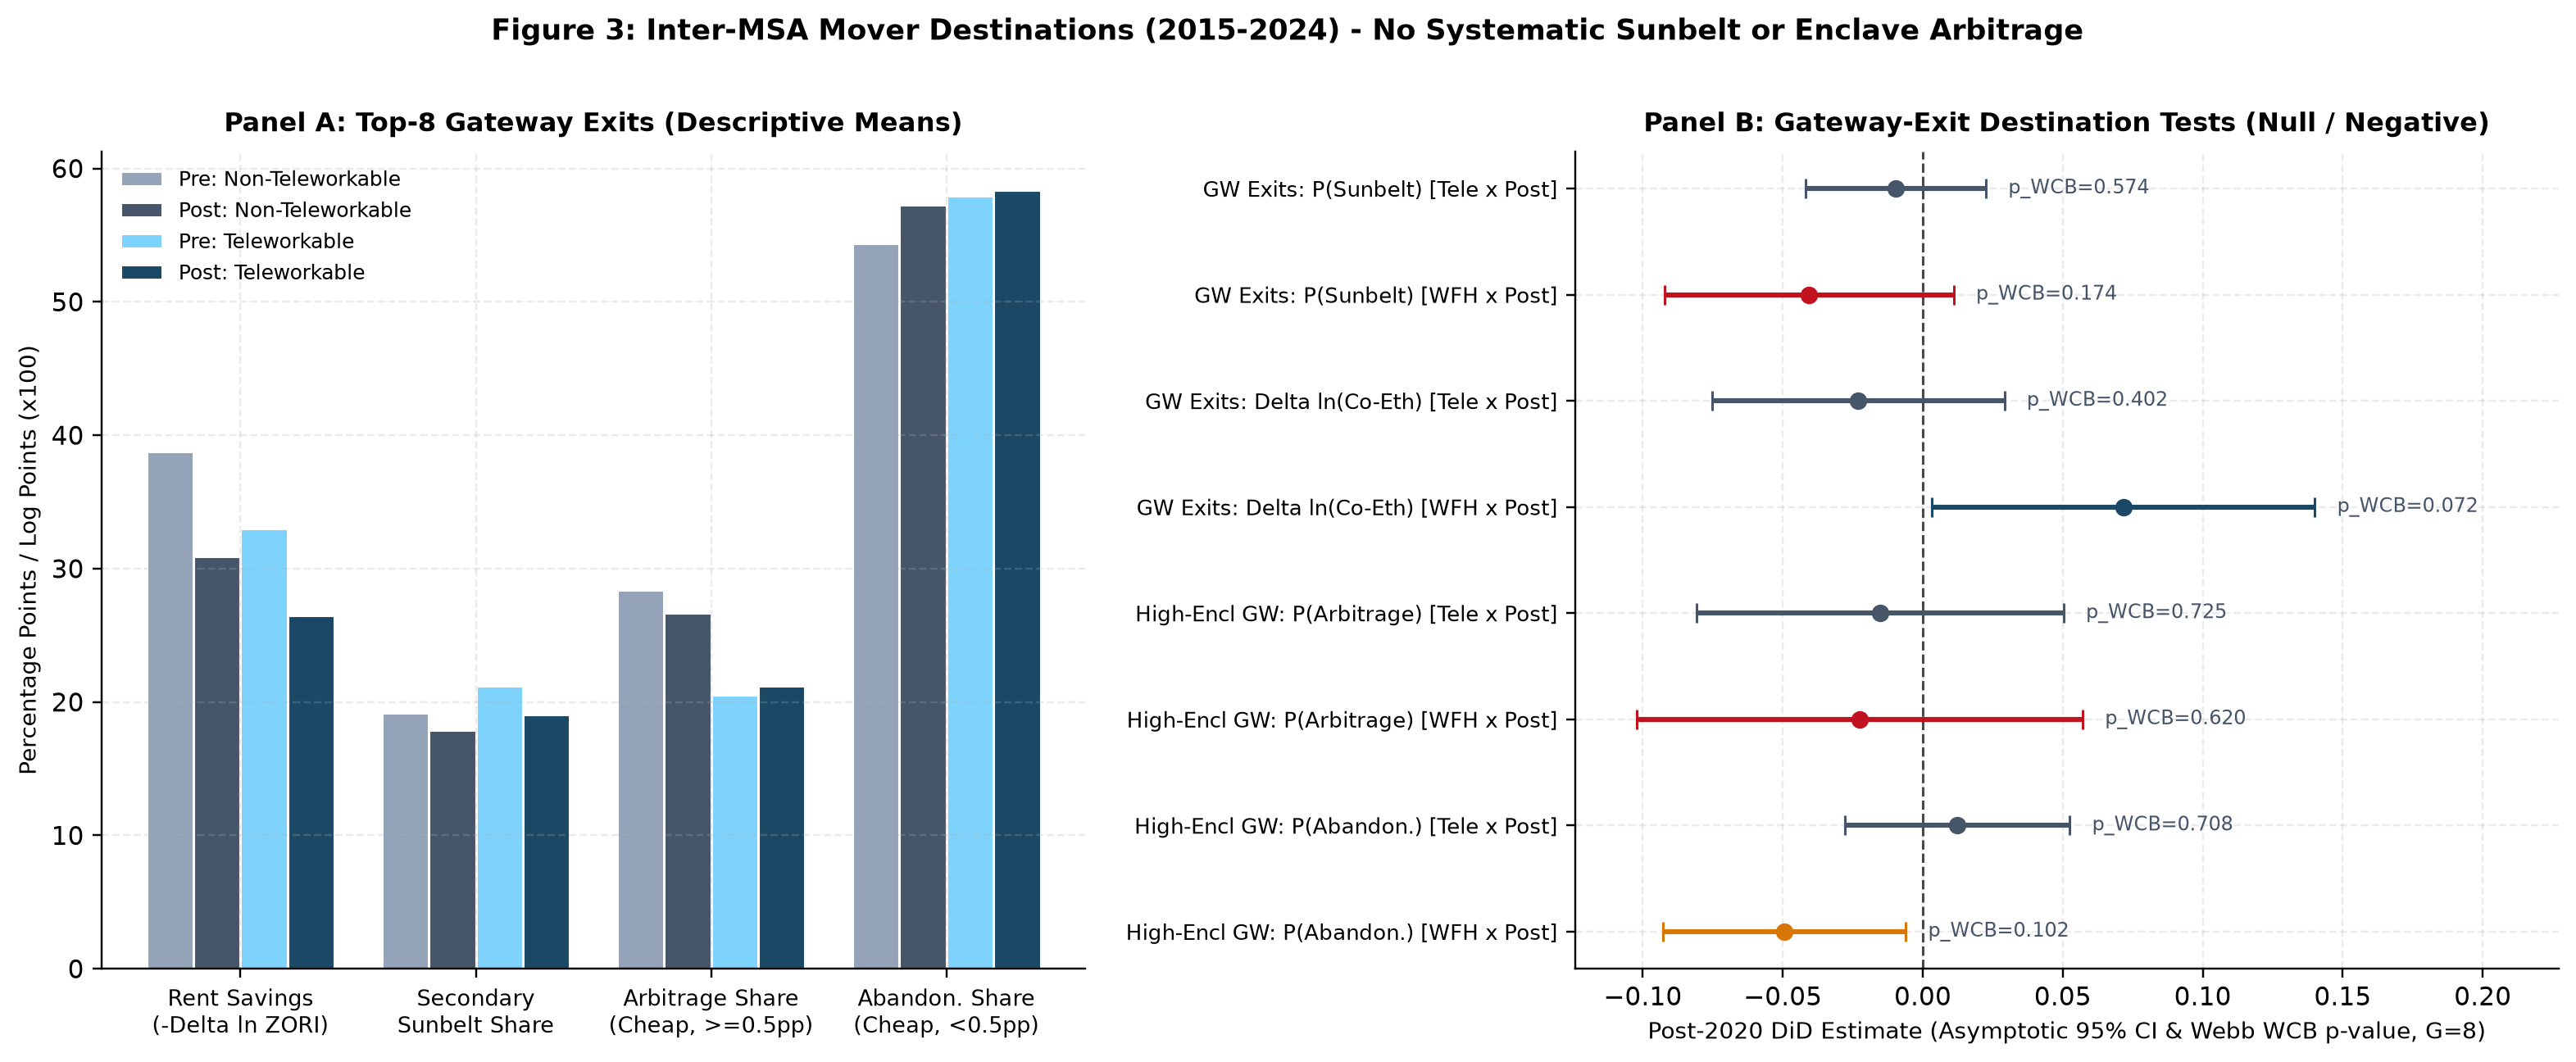 Figure 3: Inter-MSA Mover Destinations (2015-2024) - No Systematic Sunbelt or Enclave Arbitrage
Panel A: Top-8 Gateway Exits (Descriptive Means)
Percentage Points / Log Points (x100)
60
50
40
30
20
10
0
Pre: Non-Teleworkable
Post: Non-Teleworkable
Pre: Teleworkable
Post: Teleworkable
Rent Savings
(-Delta ln ZORI)
Secondary
Sunbelt Share
Arbitrage Share
(Cheap, >=0.5pp)
Abandon. Share
(Cheap, <0.5pp)
Panel B: Gateway-Exit Destination Tests (Null / Negative)
GW Exits: P(Sunbelt) [Tele x Post]
p_WCB=0.574
GW Exits: P(Sunbelt) [WFH x Post]
p_WCB=0.174
GW Exits: Delta ln(Co-Eth) [Tele x Post]
p_WCB=0.402
GW Exits: Delta ln(Co-Eth) [WFH x Post]
p_WCB=0.072
High-Encl GW: P(Arbitrage) [Tele x Post]
p_WCB=0.725
High-Encl GW: P(Arbitrage) [WFH x Post]
p_WCB=0.620
High-Encl GW: P(Abandon.) [Tele x Post]
p_WCB=0.708
High-Encl GW: P(Abandon.) [WFH x Post]
p_WCB=0.102
−0.10 −0.05 0.00 0.05 0.10 0.15 0.20
Post-2020 DiD Estimate (Asymptotic 95% CI & Webb WCB p-value, G=8)